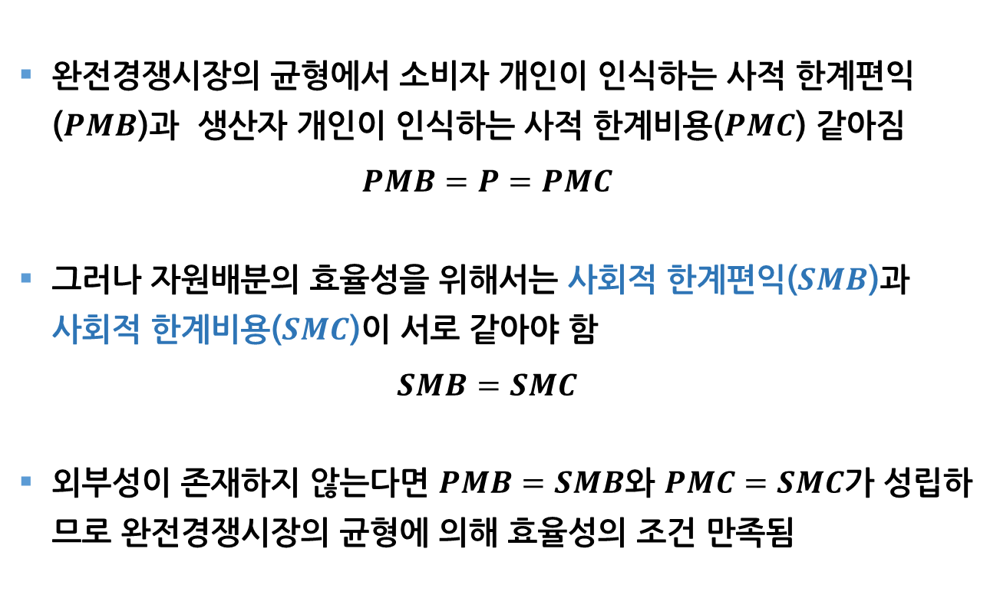 ▪ 완전경쟁시장의 균형에서 소비자 개인이 인식하는 사적 한계편익
(PMB)과 생산자 개인이 인식하는 사적 한계비용(PMC) 같아짐
PMB = P = PMC
▪ 그러나 자원배분의 효율성을 위해서는 사회적 한계편익(SMB)과
사회적 한계비용(SMC)이 서로 같아야 함
SMB = SMC
▪ 외부성이 존재하지 않는다면 PMB = SMB와 PMC = SMC가 성립하
므로 완전경쟁시장의 균형에 의해 효율성의 조건 만족됨